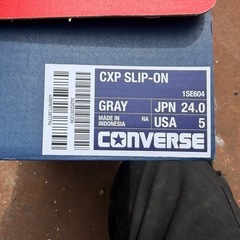 CXP SLIP-ON
1SE604
GRAY JPN 24.0
MADE IN INDONESIA NA USA 5
CONVERSE